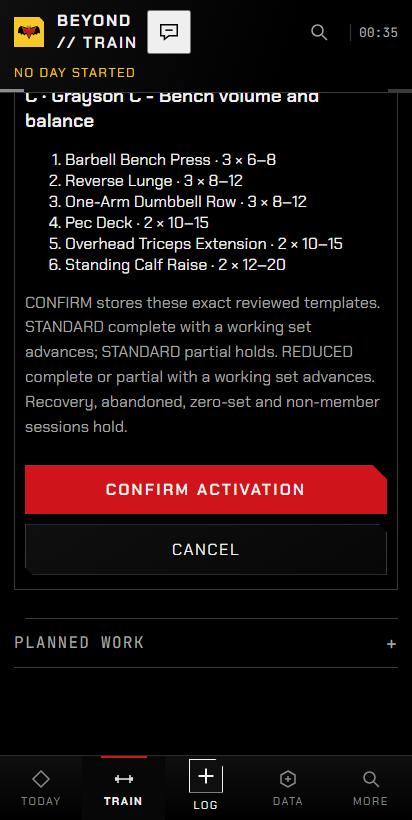 BEYOND
// TRAIN
00:35
NO DAY STARTED
C · Grayson C - Bench volume and
balance
1. Barbell Bench Press · 3 × 6–8
2. Reverse Lunge · 3 × 8–12
3. One-Arm Dumbbell Row · 3 × 8–12
4. Pec Deck · 2 × 10–15
5. Overhead Triceps Extension · 2 × 10–15
6. Standing Calf Raise · 2 × 12–20
CONFIRM stores these exact reviewed templates.
STANDARD complete with a working set
advances; STANDARD partial holds. REDUCED
complete or partial with a working set advances.
Recovery, abandoned, zero-set and non-member
sessions hold.
CONFIRM ACTIVATION
CANCEL
PLANNED WORK +
TODAY
TRAIN
LOG
DATA
MORE